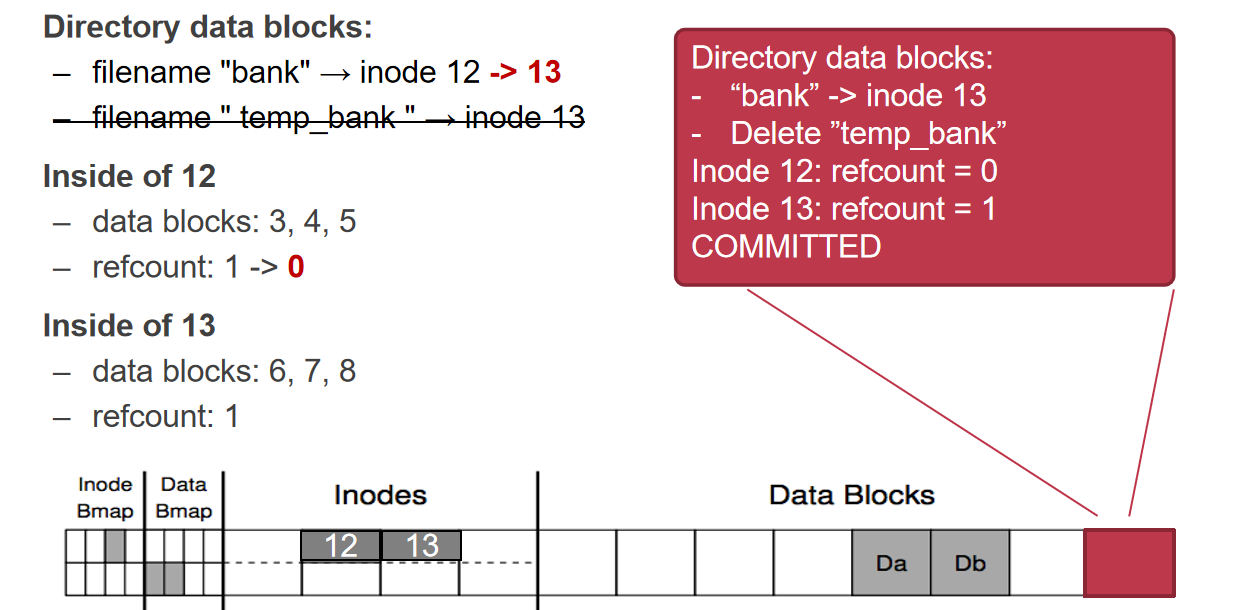 Directory data blocks:
– filename "bank" → inode 12 -> 13
– filename " temp_bank " → inode 13
Inside of 12
– data blocks: 3, 4, 5
– refcount: 1 -> 0
Inside of 13
– data blocks: 6, 7, 8
– refcount: 1
Directory data blocks:
- “bank” -> inode 13
- Delete ”temp_bank”
Inode 12: refcount = 0
Inode 13: refcount = 1
COMMITTED
Inode Bmap
Data Bmap
Inodes
Data Blocks
12
13
Da
Db